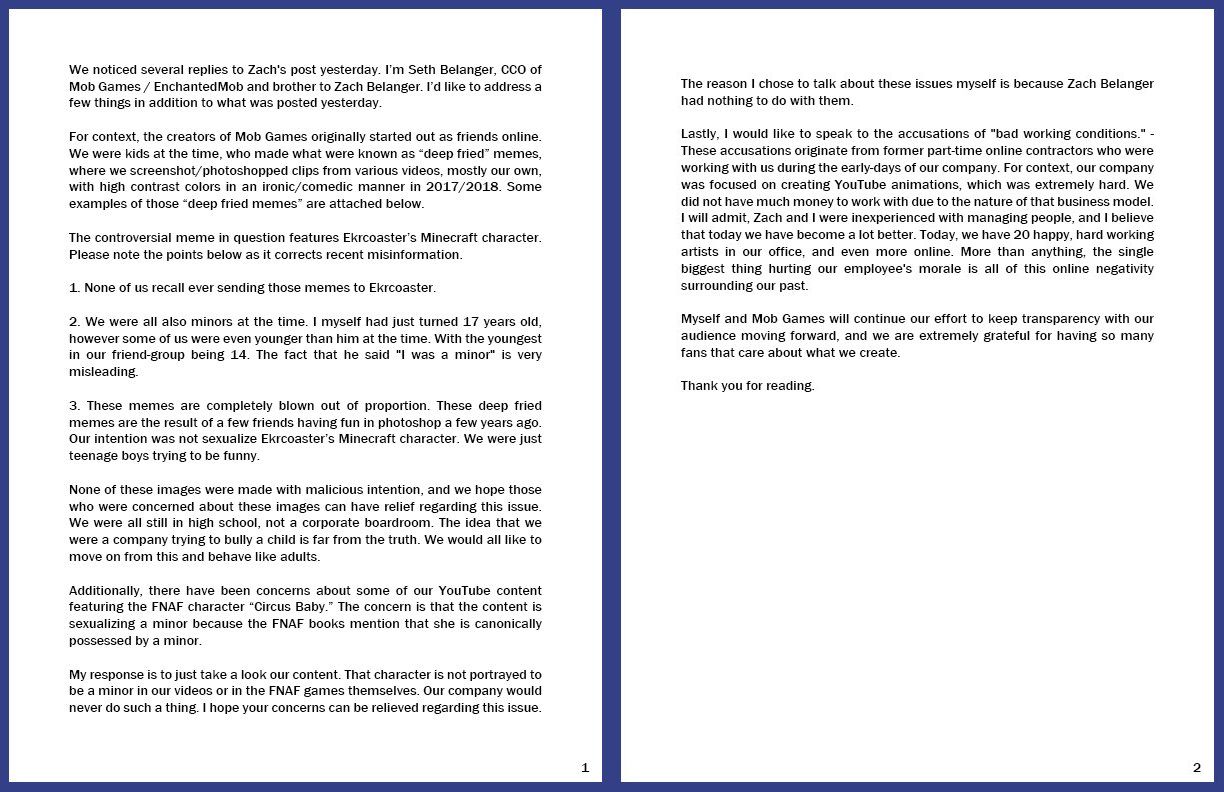 We noticed several replies to Zach's post yesterday. I'm Seth Belanger, CCO of
Mob Games / EnchantedMob and brother to Zach Belanger. I'd like to address a
few things in addition to what was posted yesterday.
For context, the creators of Mob Games originally started out as friends online.
We were kids at the time, who made what were known as “deep fried” memes,
where we screenshot/photoshopped clips from various videos, mostly our own,
with high contrast colors in an ironic/comedic manner in 2017/2018. Some
examples of those “deep fried memes” are attached below.
The controversial meme in question features Ekrcoaster's Minecraft character.
Please note the points below as it corrects recent misinformation.
1. None of us recall ever sending those memes to Ekrcoaster.
2. We were all also minors at the time. I myself had just turned 17 years old,
however some of us were even younger than him at the time. With the youngest
in our friend-group being 14. The fact that he said "I was a minor" is very
misleading.
3. These memes are completely blown out of proportion. These deep fried
memes are the result of a few friends having fun in photoshop a few years ago.
Our intention was not sexualize Ekrcoaster's Minecraft character. We were just
teenage boys trying to be funny.
None of these images were made with malicious intention, and we hope those
who were concerned about these images can have relief regarding this issue.
We were all still in high school, not a corporate boardroom. The idea that we
were a company trying to bully a child is far from the truth. We would all like to
move on from this and behave like adults.
Additionally, there have been concerns about some of our YouTube content
featuring the FNAF character “Circus Baby.” The concern is that the content is
sexualizing a minor because the FNAF books mention that she is canonically
possessed by a minor.
My response is to just take a look our content. That character is not portrayed to
be a minor in our videos or in the FNAF games themselves. Our company would
never do such a thing. I hope your concerns can be relieved regarding this issue.
1
The reason I chose to talk about these issues myself is because Zach Belanger
had nothing to do with them.
Lastly, I would like to speak to the accusations of "bad working conditions." -
These accusations originate from former part-time online contractors who were
working with us during the early-days of our company. For context, our company
was focused on creating YouTube animations, which was extremely hard. We
did not have much money to work with due to the nature of that business model.
I will admit, Zach and I were inexperienced with managing people, and I believe
that today we have become a lot better. Today, we have 20 happy, hard working
artists in our office, and even more online. More than anything, the single
biggest thing hurting our employee's morale is all of this online negativity
surrounding our past.
Myself and Mob Games will continue our effort to keep transparency with our
audience moving forward, and we are extremely grateful for having so many
fans that care about what we create.
Thank you for reading.
2